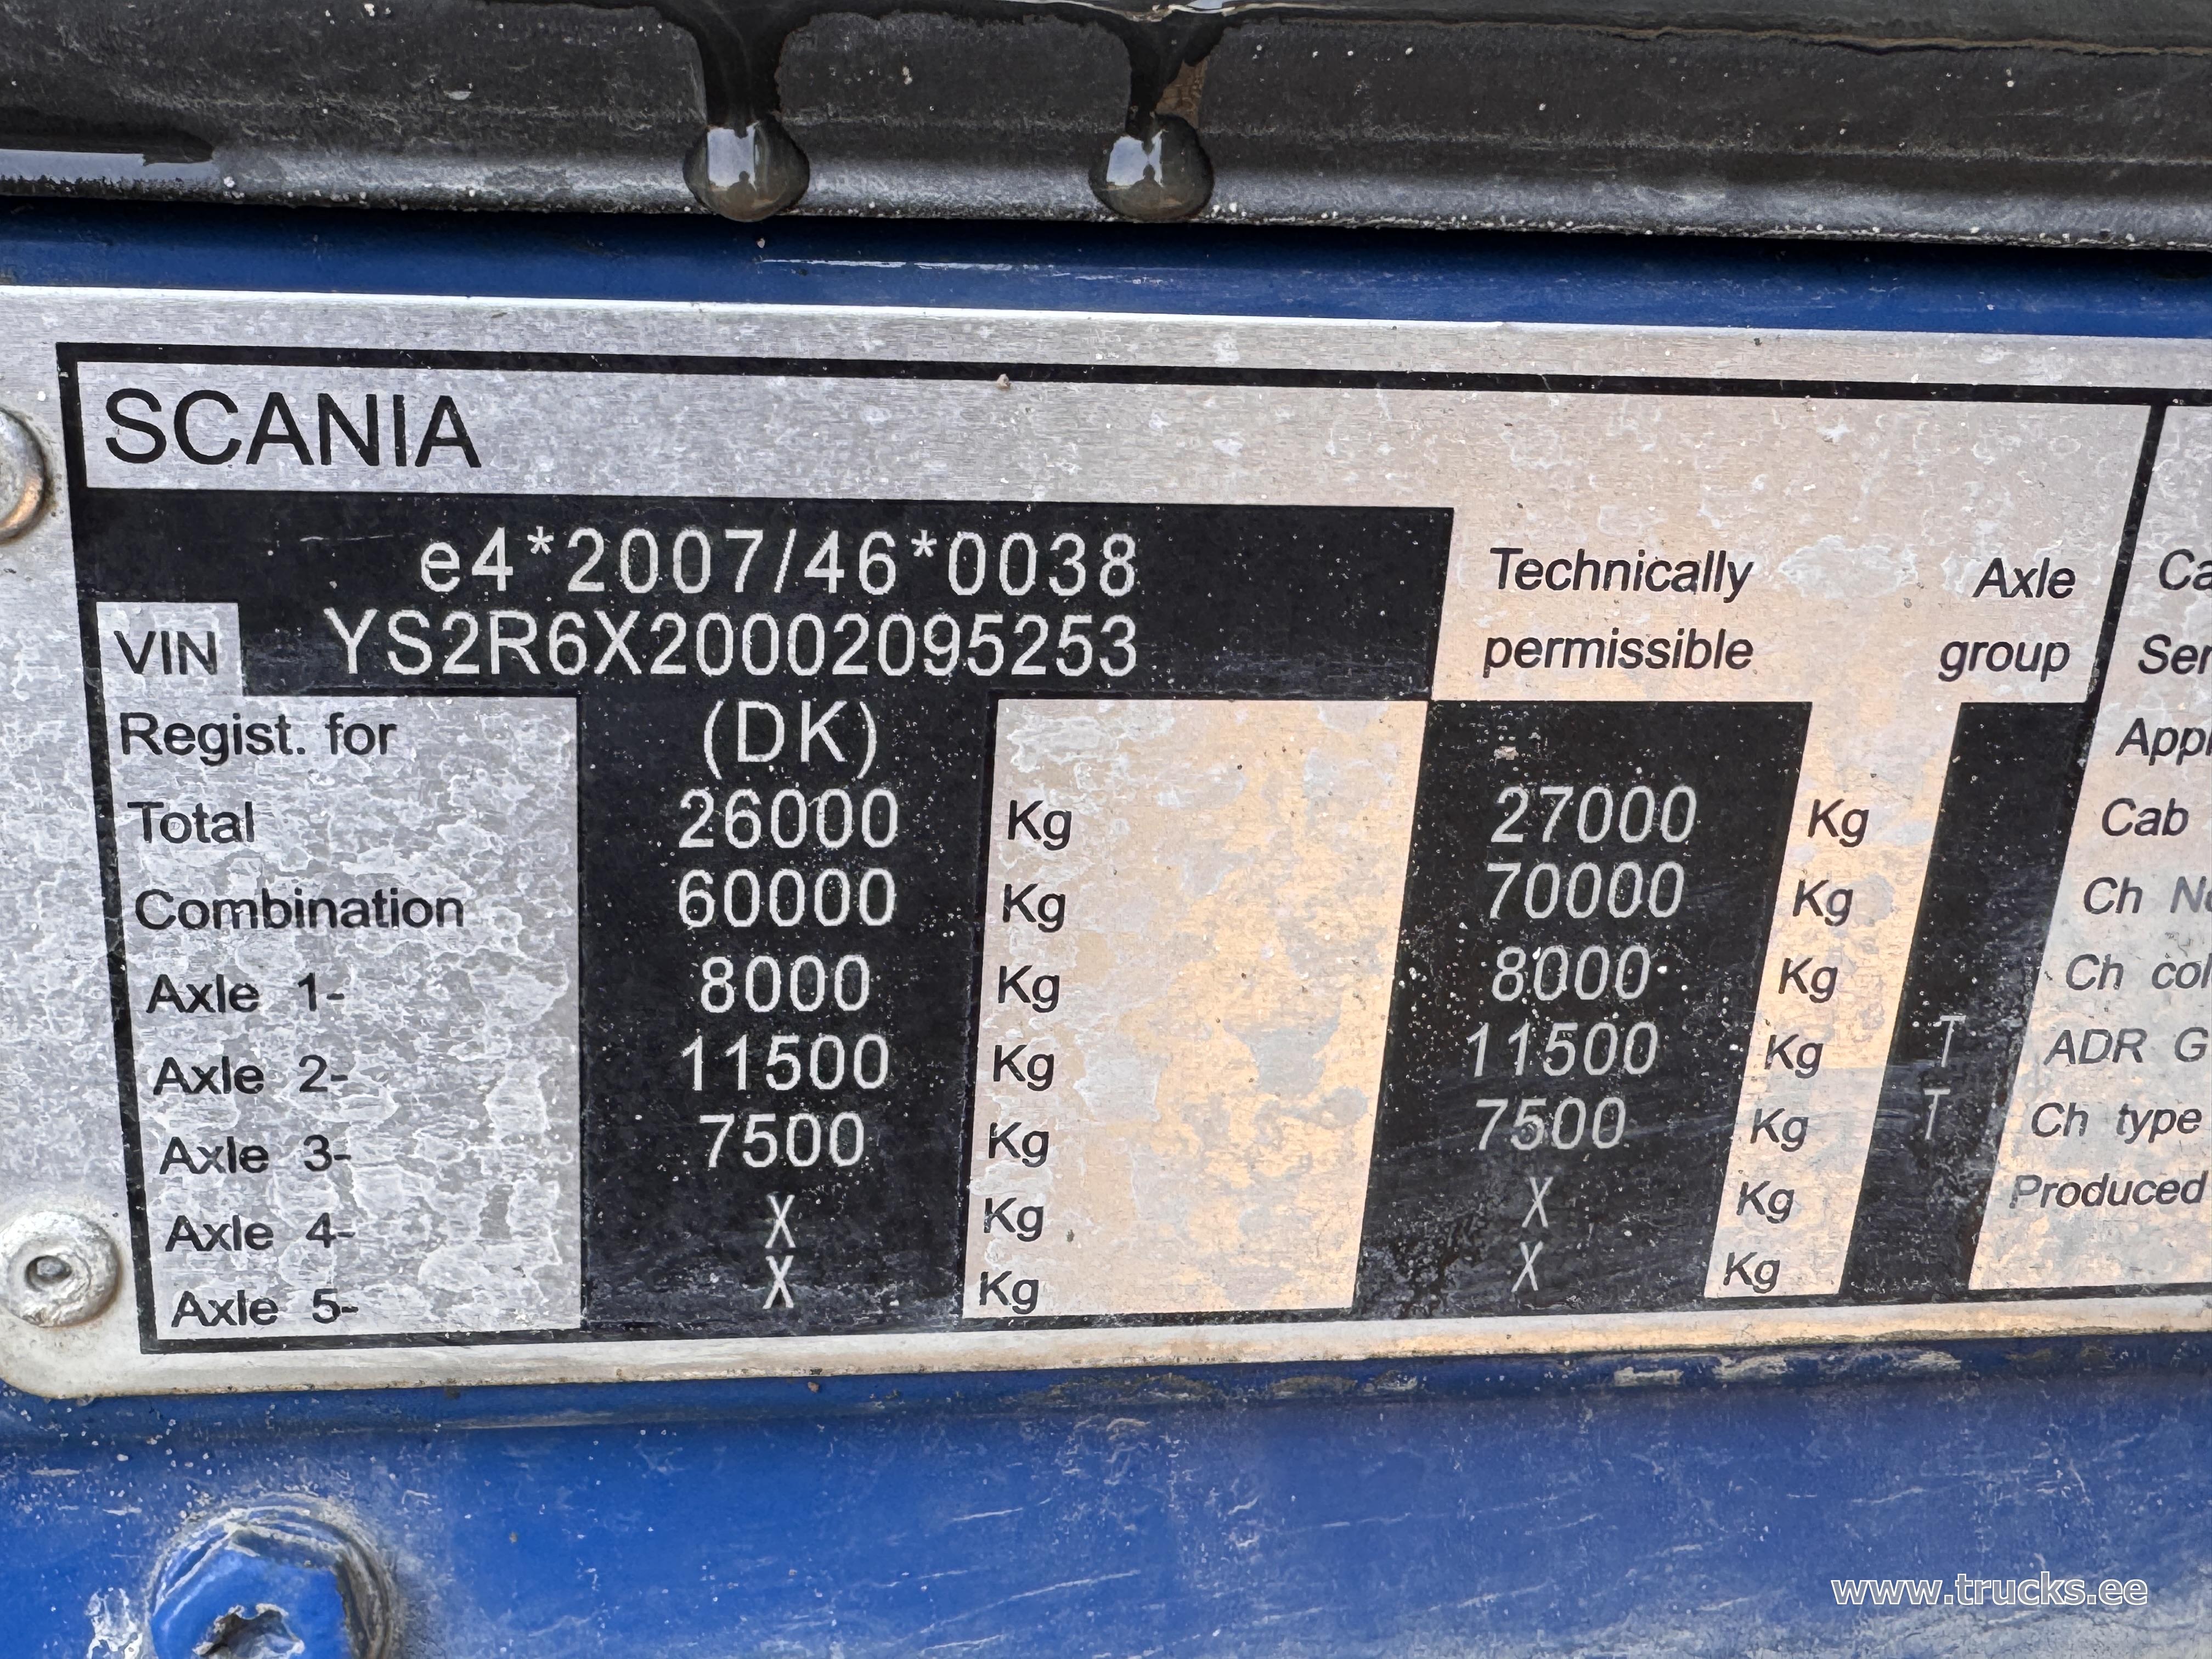 SCANIA
e4*2007/46*0038
VIN YS2R6X20002095253
Technically permissible
Axle group
Regist. for (DK)
Total 26000 Kg 27000 Kg
Combination 60000 Kg 70000 Kg
Axle 1- 8000 Kg 8000 Kg
Axle 2- 11500 Kg 11500 Kg T
Axle 3- 7500 Kg 7500 Kg T
Axle 4- X Kg X Kg
Axle 5- X Kg X Kg
Cab
Ch
Ch
ADR G
Ch type
Produced
www.trucks.ee